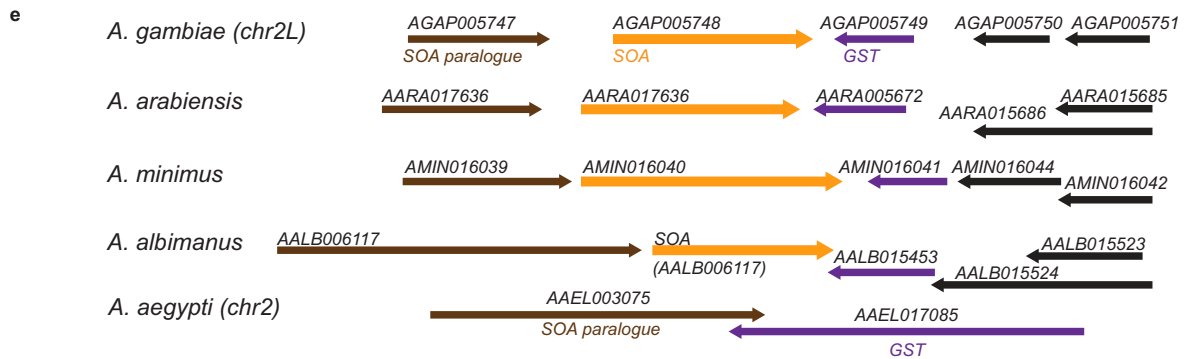 e
A. gambiae (chr2L)
AGAP005747
AGAP005748
AGAP005749
AGAP005750
AGAP005751
SOA paralogue
SOA
GST
A. arabiensis
AARA017636
AARA017636
AARA005672
AARA015686
AARA015685
A. minimus
AMIN016039
AMIN016040
AMIN016041
AMIN016044
AMIN016042
A. albimanus
AALB006117
SOA
(AALB006117)
AALB015453
AALB015524
AALB015523
A. aegypti (chr2)
AAEL003075
SOA paralogue
AAEL017085
GST